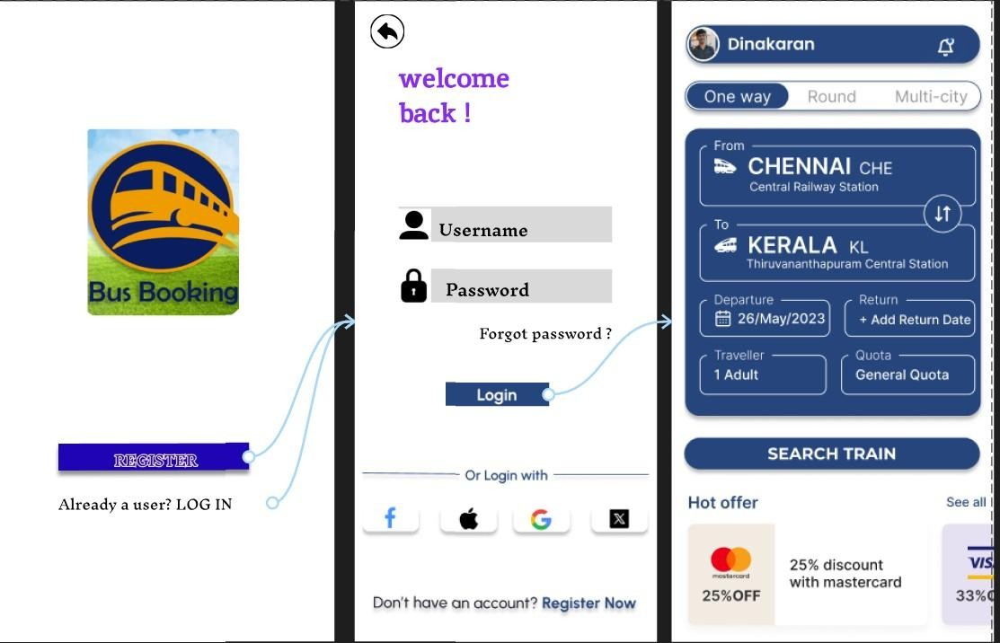 Bus Booking
REGISTER
Already a user? LOG IN
welcome
back !
Username
Password
Forgot password ?
Login
Or Login with
Don't have an account? Register Now
Dinakaran
One way Round Multi-city
From
CHENNAI CHE
Central Railway Station
To
KERALA KL
Thiruvananthapuram Central Station
Departure Return
26/May/2023 + Add Return Date
Traveller Quota
1 Adult General Quota
SEARCH TRAIN
Hot offer See all
mastercard
25%OFF
25% discount
with mastercard
VIS
33%